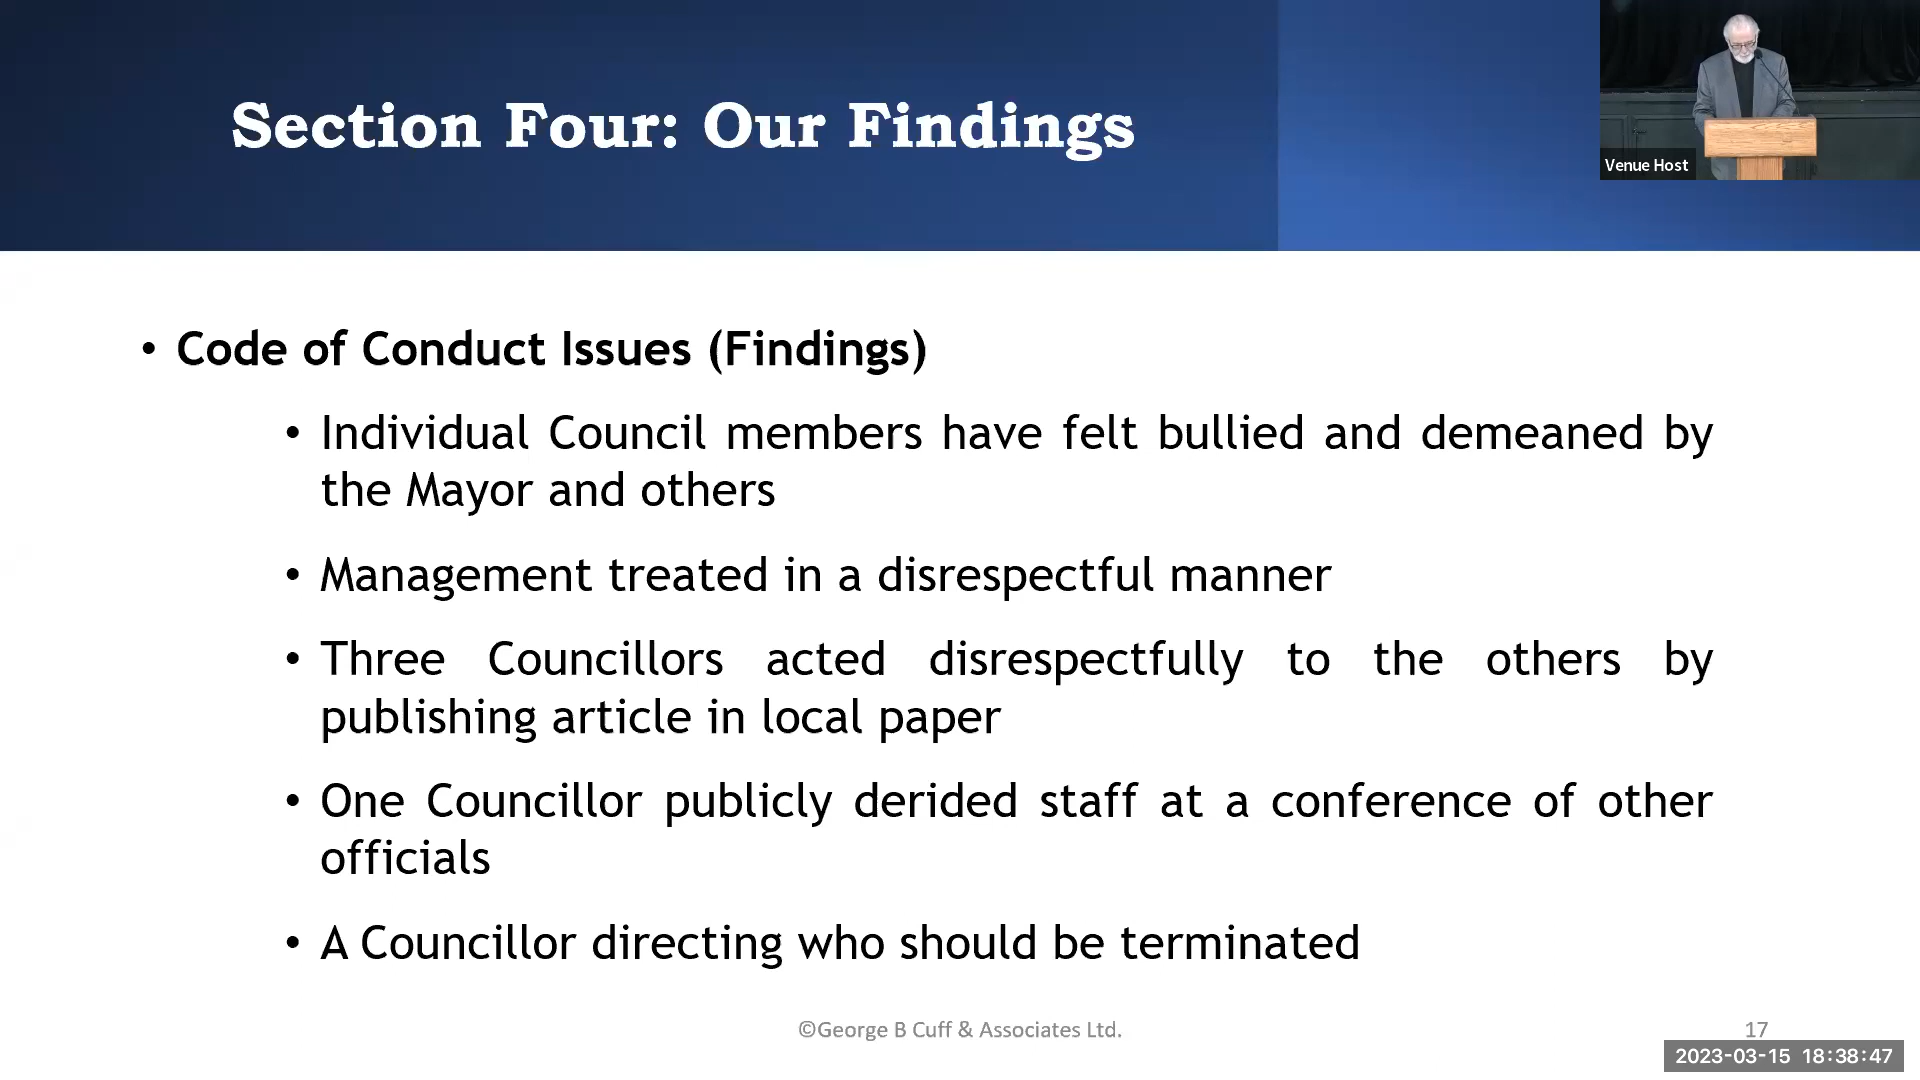 Section Four: Our Findings
Venue Host
• Code of Conduct Issues (Findings)
• Individual Council members have felt bullied and demeaned by
the Mayor and others
• Management treated in a disrespectful manner
• Three Councillors acted disrespectfully to the others by
publishing article in local paper
• One Councillor publicly derided staff at a conference of other
officials
• A Councillor directing who should be terminated
©George B Cuff & Associates Ltd.
17
2023-03-15 18:38:47